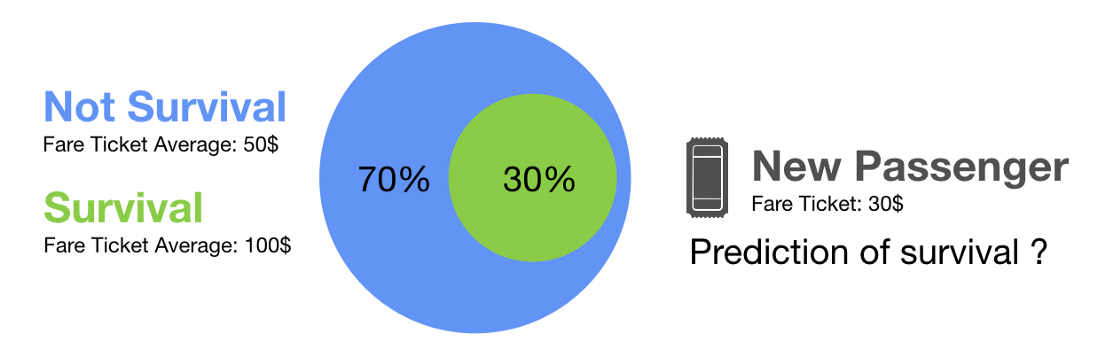 Not Survival
Fare Ticket Average: 50$
Survival
Fare Ticket Average: 100$
70%
30%
New Passenger
Fare Ticket: 30$
Prediction of survival ?